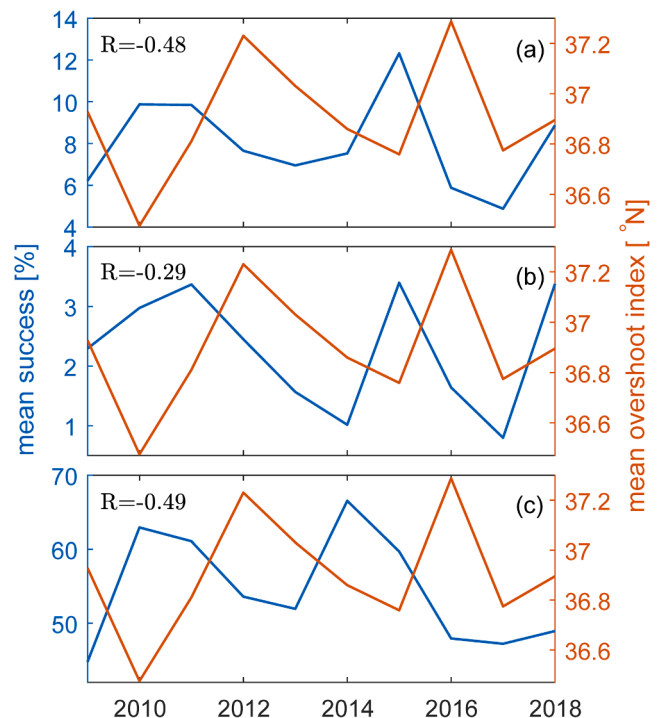 14
12
10
8
6
4
R=-0.48
(a)
37.2
37
36.8
36.6
4
3
2
1
R=-0.29
(b)
37.2
37
36.8
36.6
70
60
50
R=-0.49
(c)
37.2
37
36.8
36.6
2010 2012 2014 2016 2018
mean success [%]
mean overshoot index [ °N]